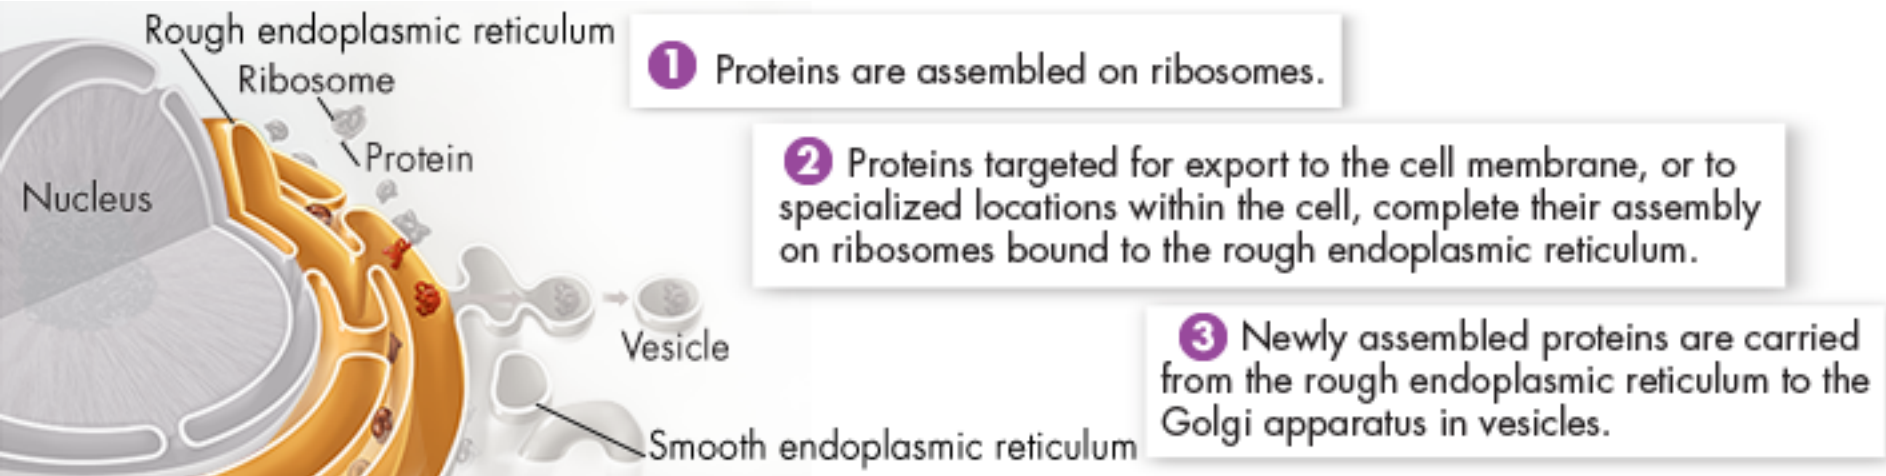 Rough endoplasmic reticulum
Ribosome
Protein
Nucleus
Vesicle
Smooth endoplasmic reticulum
1 Proteins are assembled on ribosomes.
2 Proteins targeted for export to the cell membrane, or to
specialized locations within the cell, complete their assembly
on ribosomes bound to the rough endoplasmic reticulum.
3 Newly assembled proteins are carried
from the rough endoplasmic reticulum to the
Golgi apparatus in vesicles.